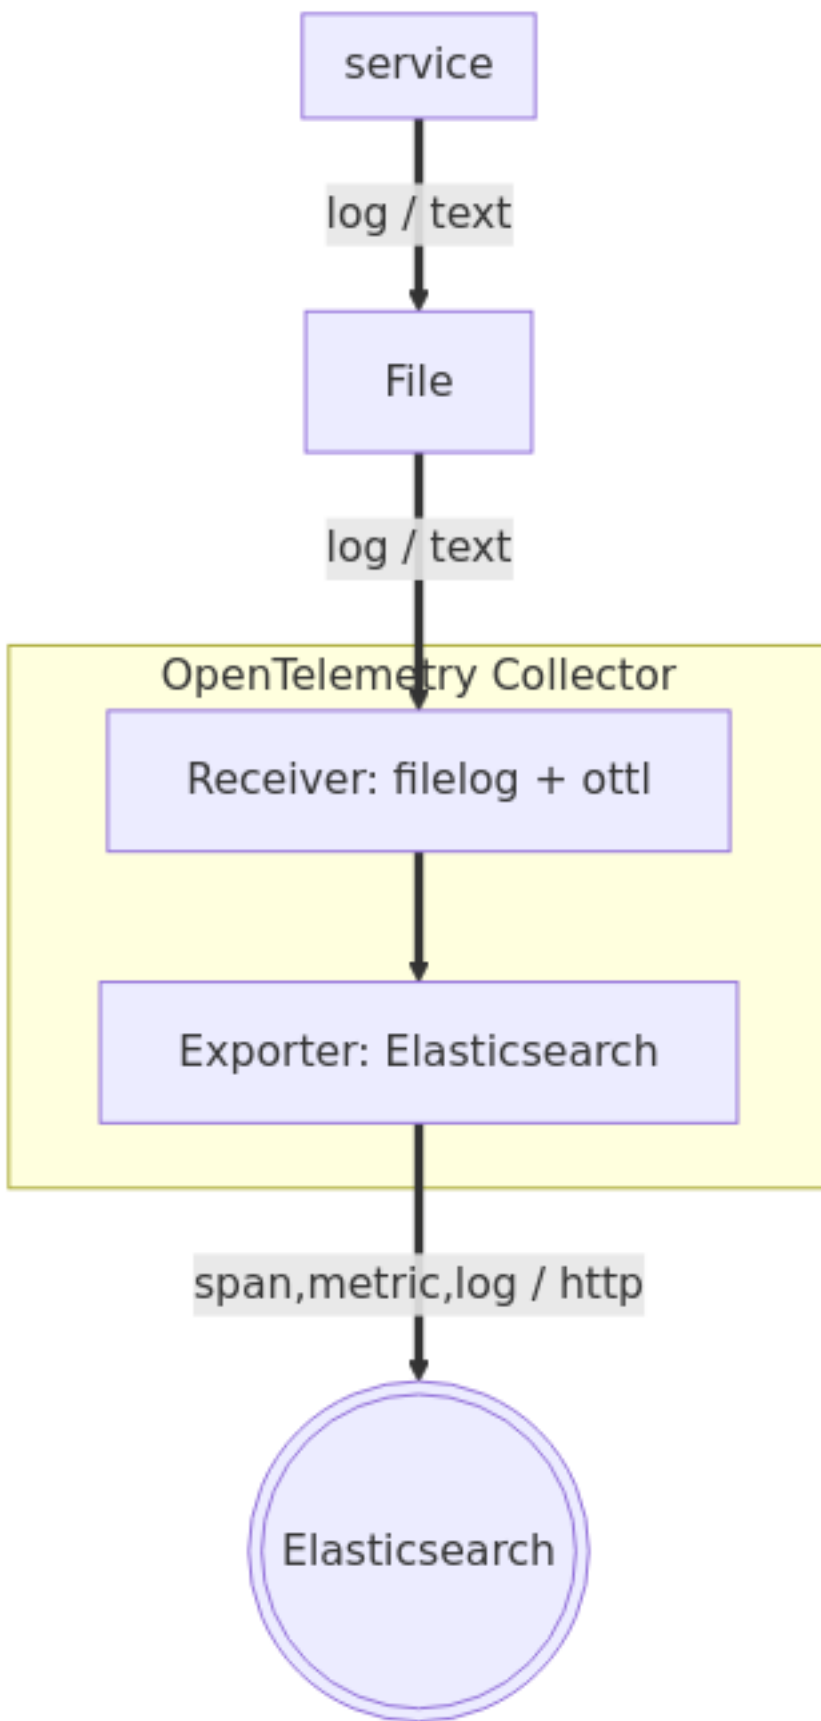 service
log / text
File
log / text
OpenTelemetry Collector
Receiver: filelog + ottl
Exporter: Elasticsearch
span,metric,log / http
Elasticsearch